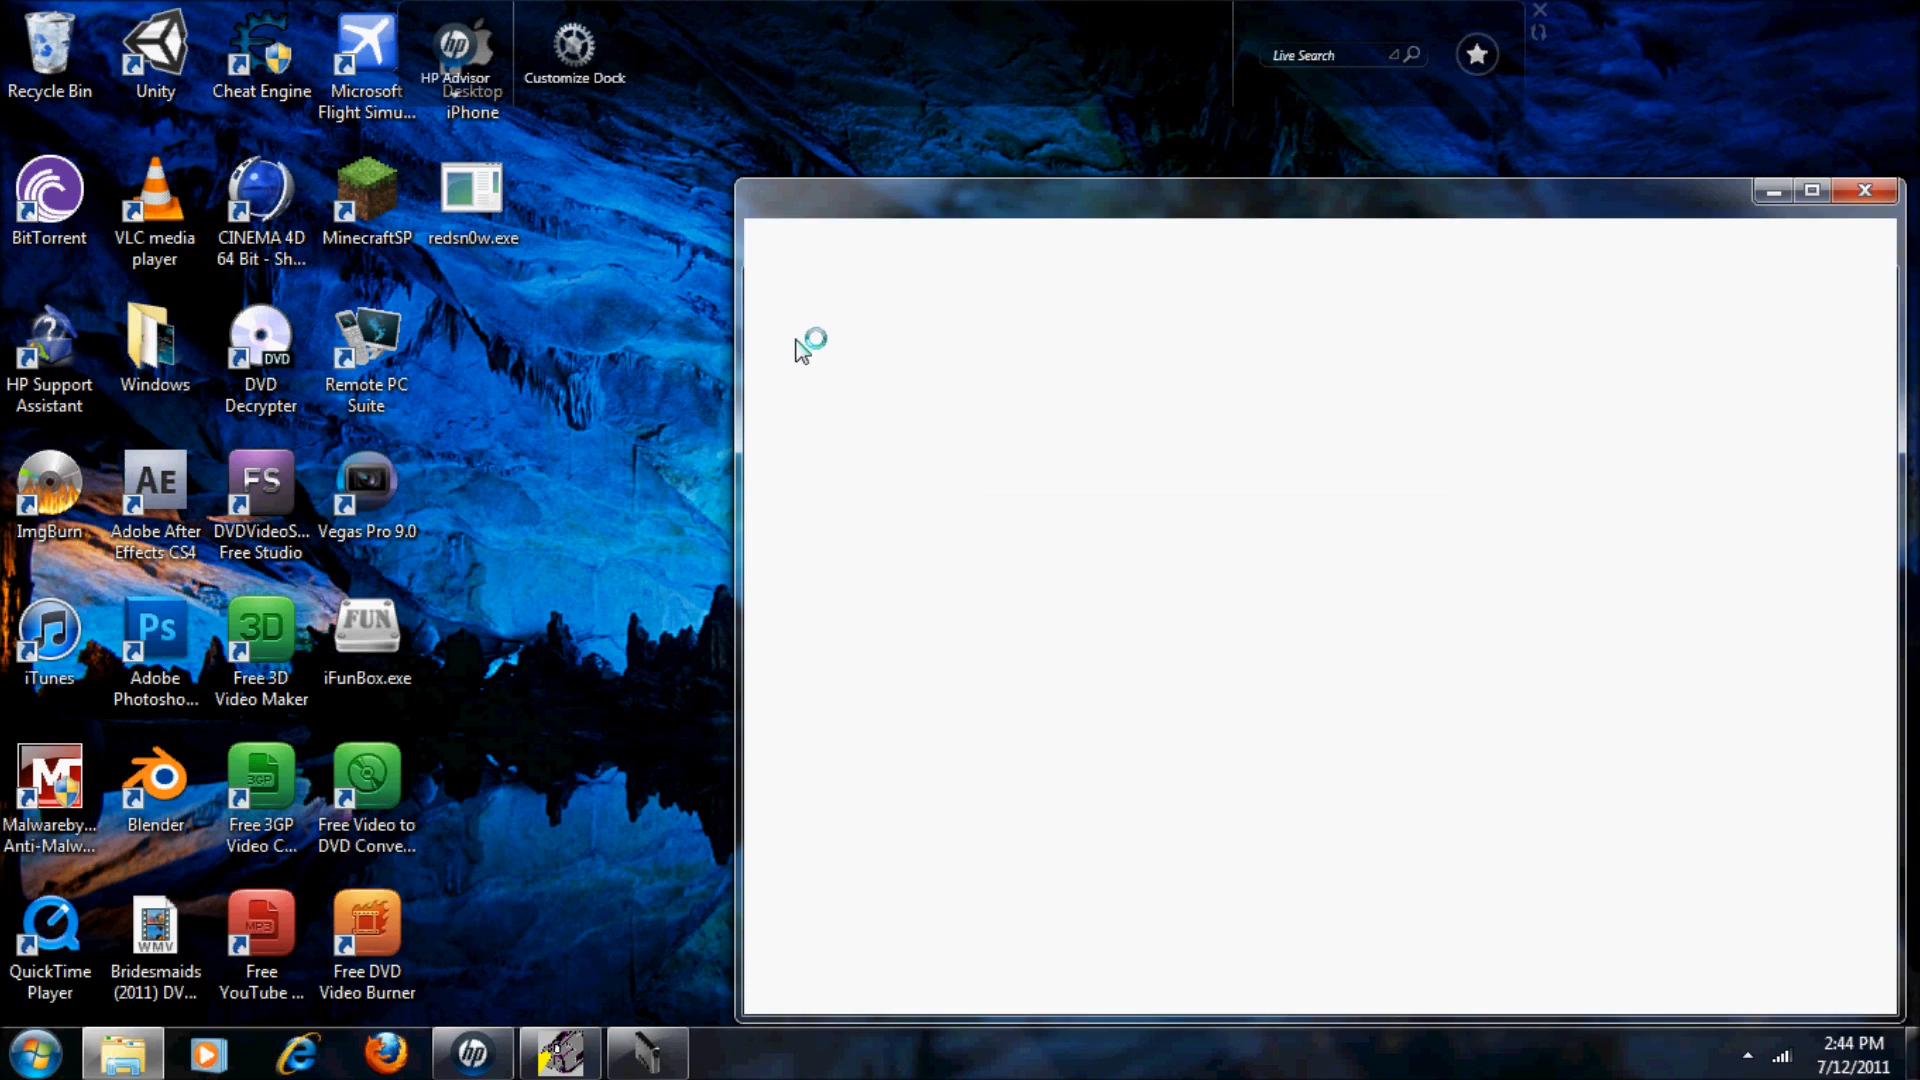 Recycle Bin
Unity
Cheat Engine
Microsoft
Flight Simu...
hp
HP Advisor
Desktop
iPhone
Customize Dock
Live Search
BitTorrent
VLC media
player
CINEMA 4D
64 Bit - Sh...
MinecraftSP
redsn0w.exe
HP Support
Assistant
Windows
DVD
DVD
Decrypter
Remote PC
Suite
ImgBurn
AE
Adobe After
Effects CS4
FS
DVDVideoS...
Free Studio
Vegas Pro 9.0
iTunes
Ps
Adobe
Photosho...
3D
Free 3D
Video Maker
FUN
iFunBox.exe
Malwareby...
Anti-Malw...
Blender
3GP
Free 3GP
Video C...
Free Video to
DVD Conve...
QuickTime
Player
WMV
Bridesmaids
(2011) DV...
MP3
Free
YouTube ...
Free DVD
Video Burner
hp
2:44 PM
7/12/2011